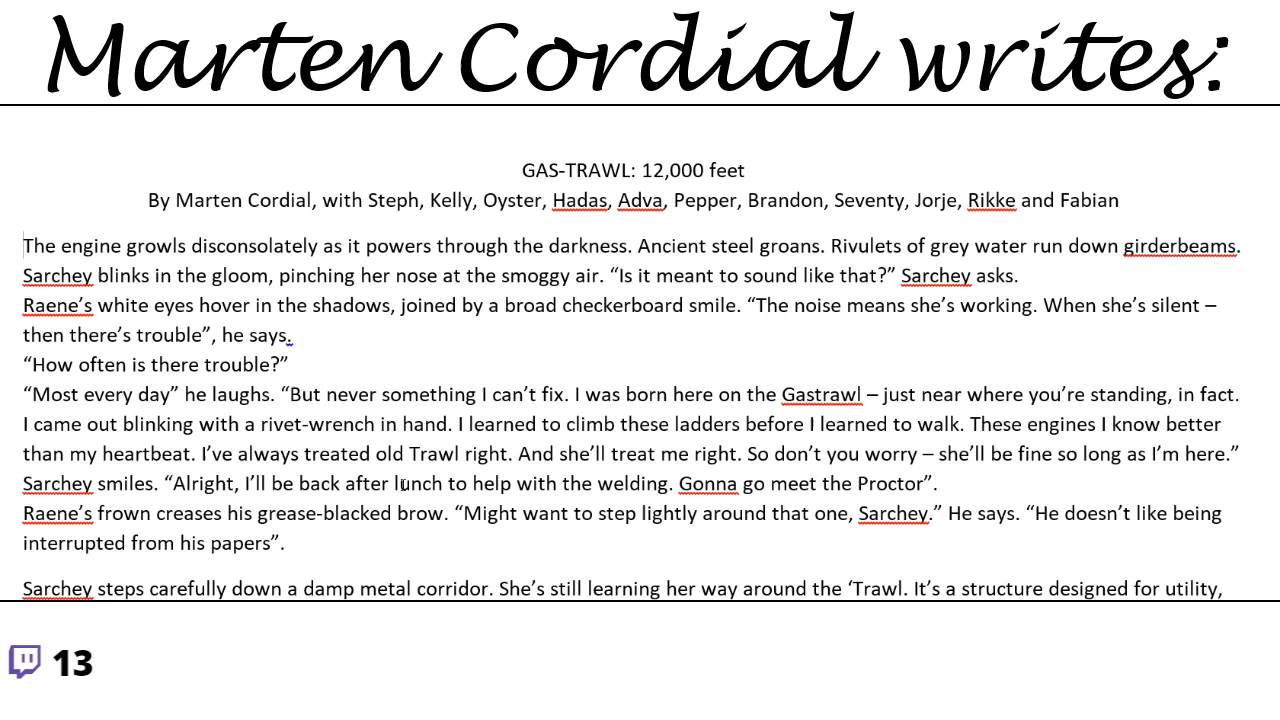 Marten Cordial writes:
GAS-TRAWL: 12,000 feet
By Marten Cordial, with Steph, Kelly, Oyster, Hadas, Adva, Pepper, Brandon, Seventy, Jorje, Rikke and Fabian
The engine growls disconsolately as it powers through the darkness. Ancient steel groans. Rivulets of grey water run down girderbeams.
Sarchey blinks in the gloom, pinching her nose at the smoggy air. “Is it meant to sound like that?” Sarchey asks.
Raene’s white eyes hover in the shadows, joined by a broad checkerboard smile. “The noise means she’s working. When she’s silent –
then there’s trouble”, he says.
“How often is there trouble?”
“Most every day” he laughs. “But never something I can’t fix. I was born here on the Gastrawl – just near where you’re standing, in fact.
I came out blinking with a rivet-wrench in hand. I learned to climb these ladders before I learned to walk. These engines I know better
than my heartbeat. I’ve always treated old Trawl right. And she’ll treat me right. So don’t you worry – she’ll be fine so long as I’m here.”
Sarchey smiles. “Alright, I’ll be back after lunch to help with the welding. Gonna go meet the Proctor”.
Raene’s frown creases his grease-blacked brow. “Might want to step lightly around that one, Sarchey.” He says. “He doesn’t like being
interrupted from his papers”.
Sarchey steps carefully down a damp metal corridor. She’s still learning her way around the ‘Trawl. It’s a structure designed for utility,
13